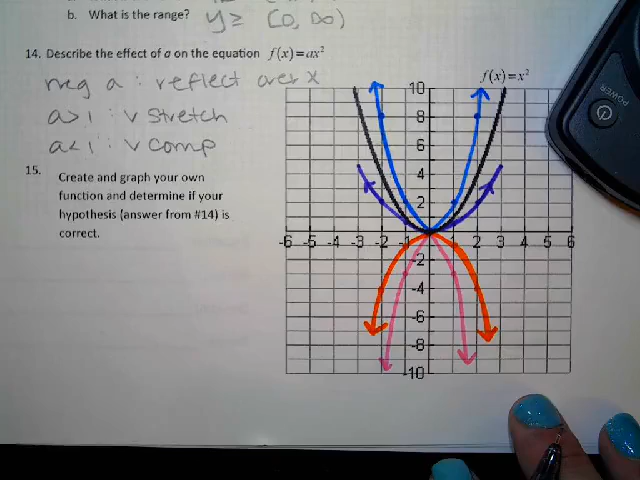 b. What is the range? y ≥ [0, ∞)
14. Describe the effect of a on the equation f(x)=ax²
neg a : reflect over x
a>1 : v stretch
a<1 : v comp
15. Create and graph your own
function and determine if your
hypothesis (answer from #14) is
correct.
f(x)=x²
10
8
6
4
2
-6 -5 -4 -3 -2 -1 0 1 2 3 4 5 6
-2
-4
-6
-8
-10
POWER